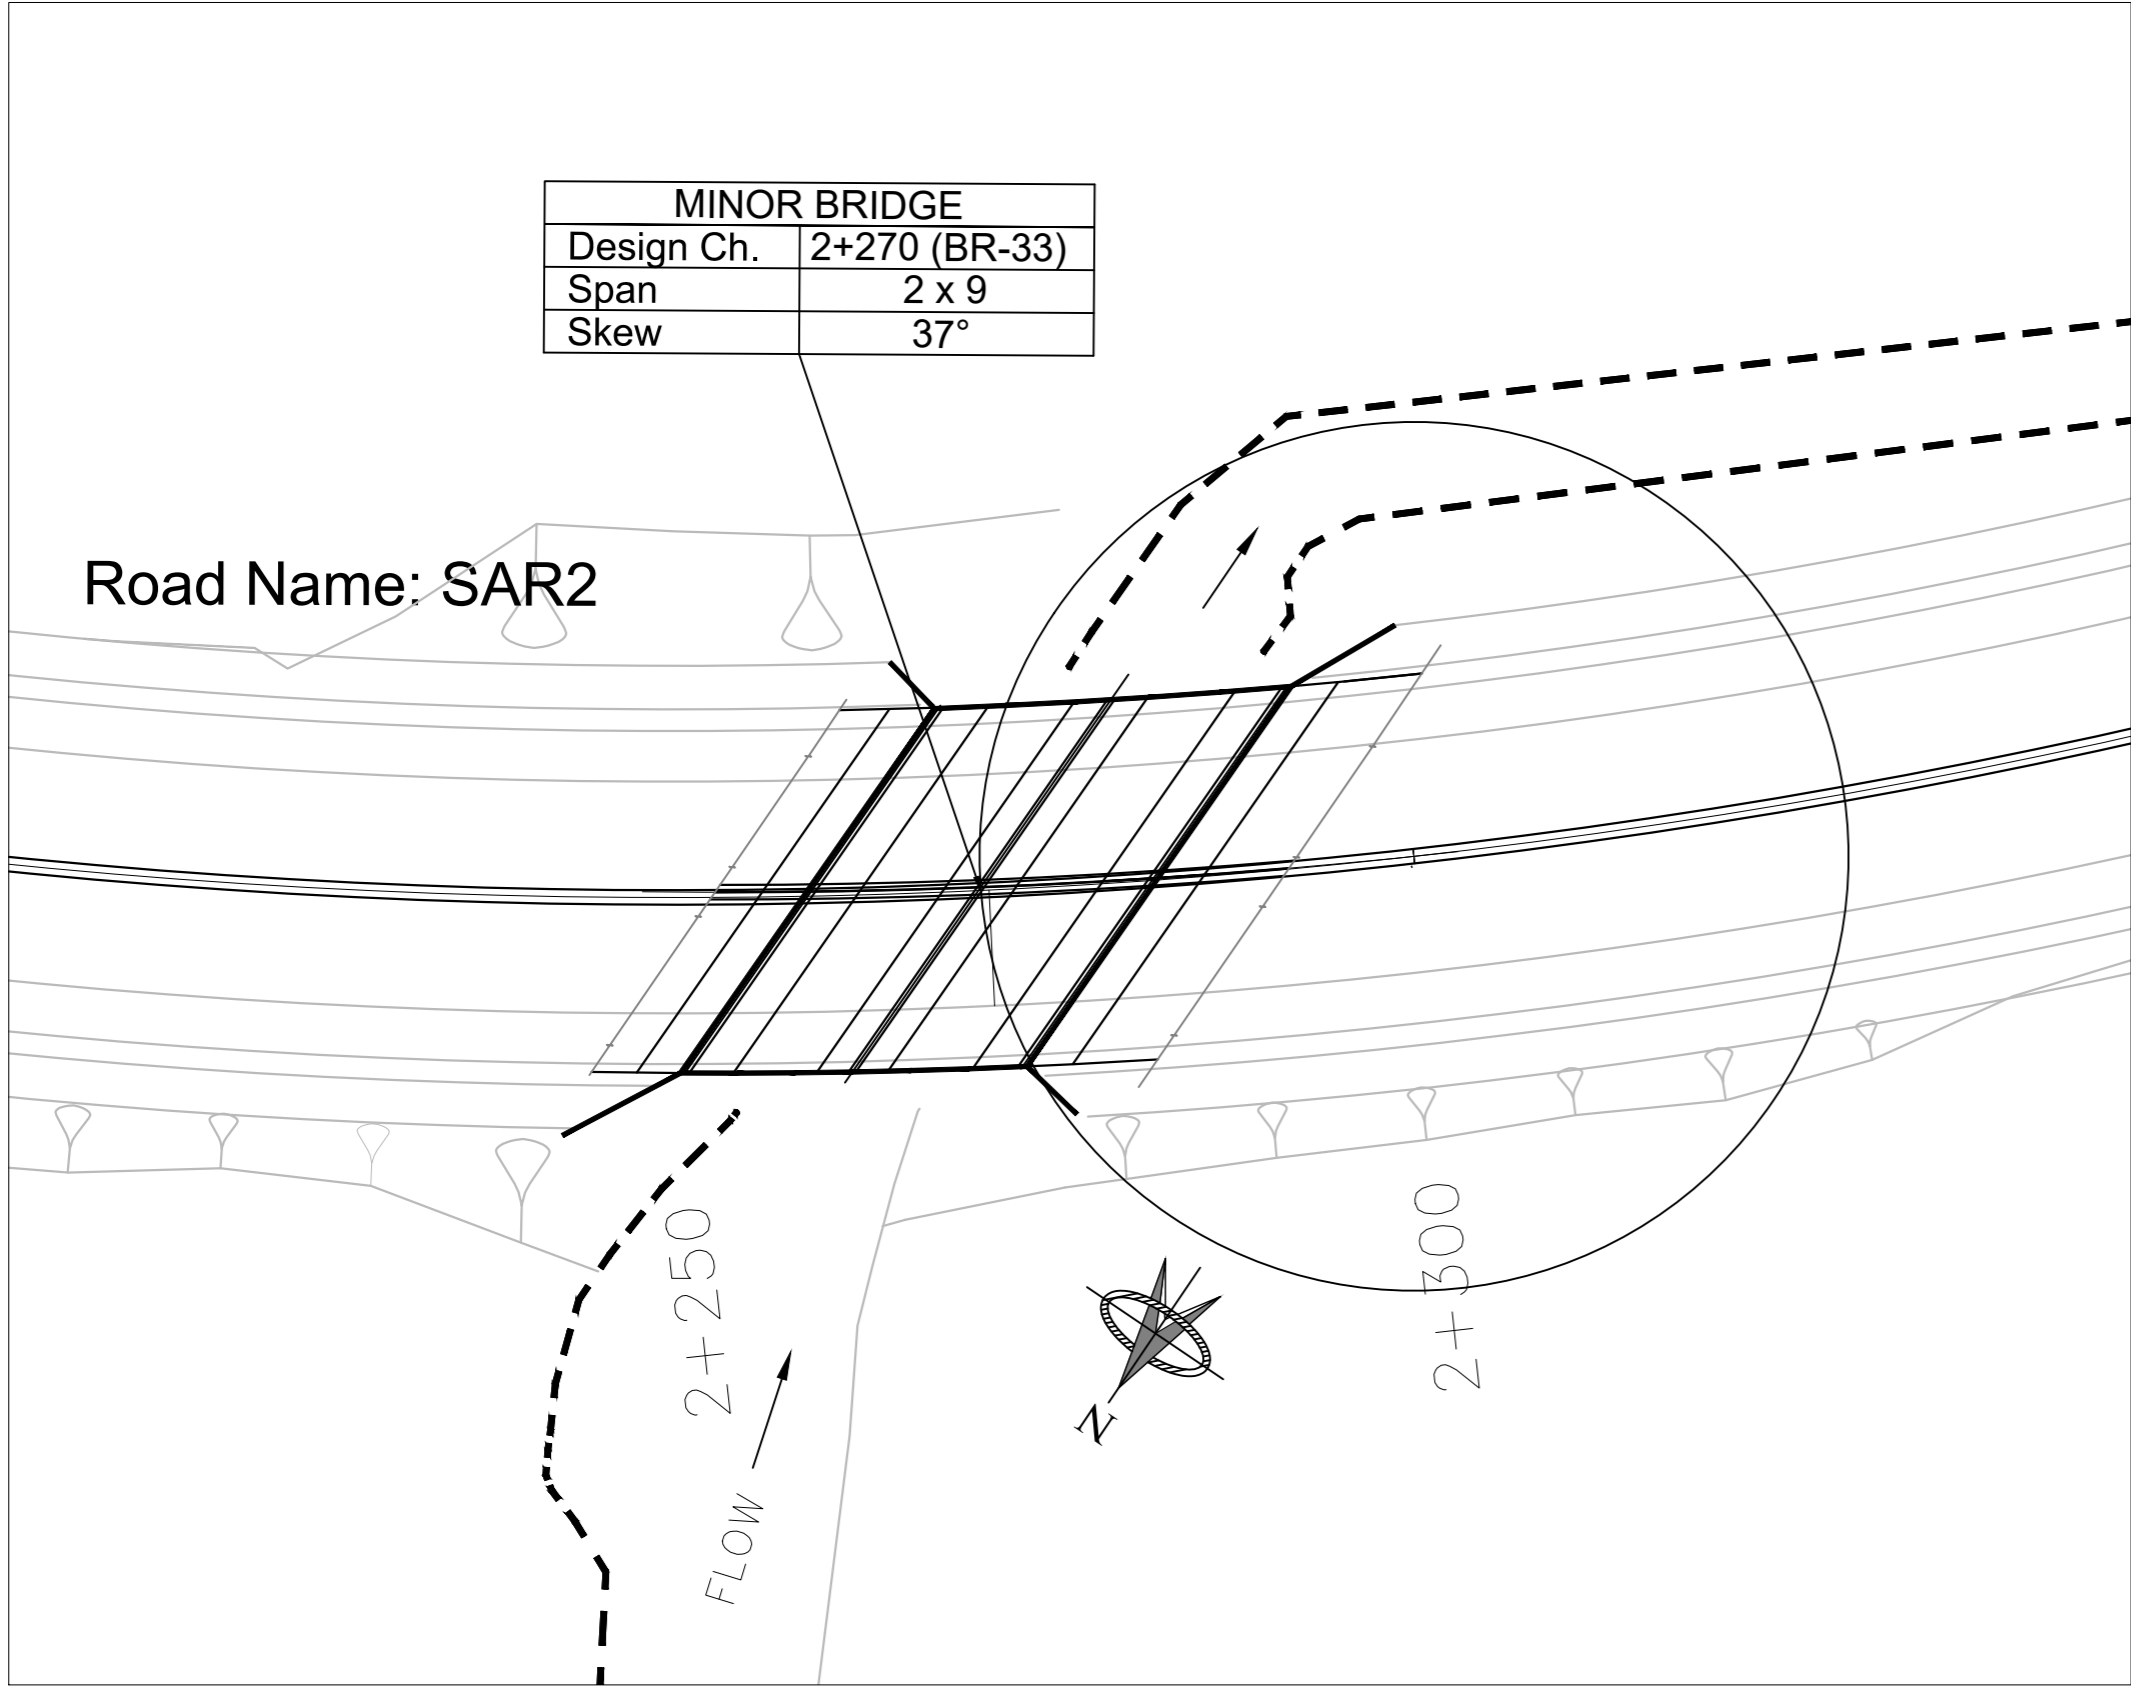 MINOR BRIDGE
Design Ch. 2+270 (BR-33)
Span 2 x 9
Skew 37°
Road Name: SAR2
2+250
2+300
FLOW
N